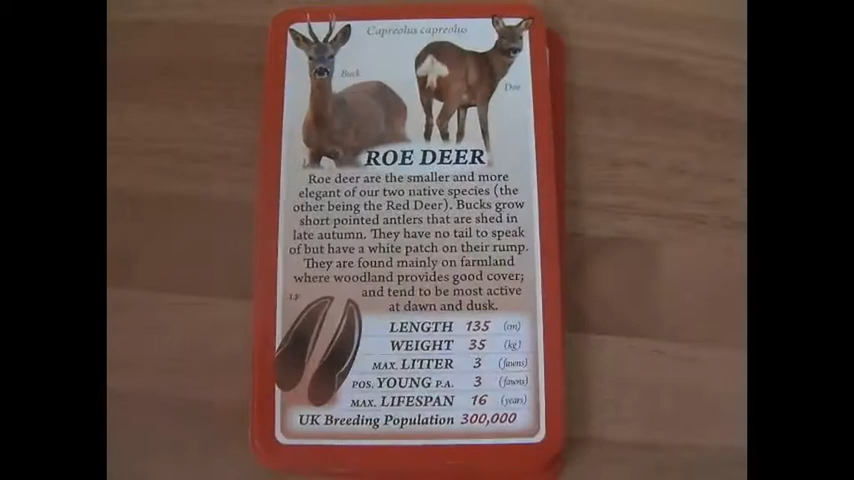 Capreolus capreolus
Buck
Doe
ROE DEER
Roe deer are the smaller and more
elegant of our two native species (the
other being the Red Deer). Bucks grow
short pointed antlers that are shed in
late autumn. They have no tail to speak
of but have a white patch on their rump.
They are found mainly on farmland
where woodland provides good cover;
and tend to be most active
at dawn and dusk.
LENGTH 135 (cm)
WEIGHT 35 (kg)
MAX. LITTER 3 (fawns)
POS. YOUNG P.A. 3 (fawns)
MAX. LIFESPAN 16 (years)
UK Breeding Population 300,000